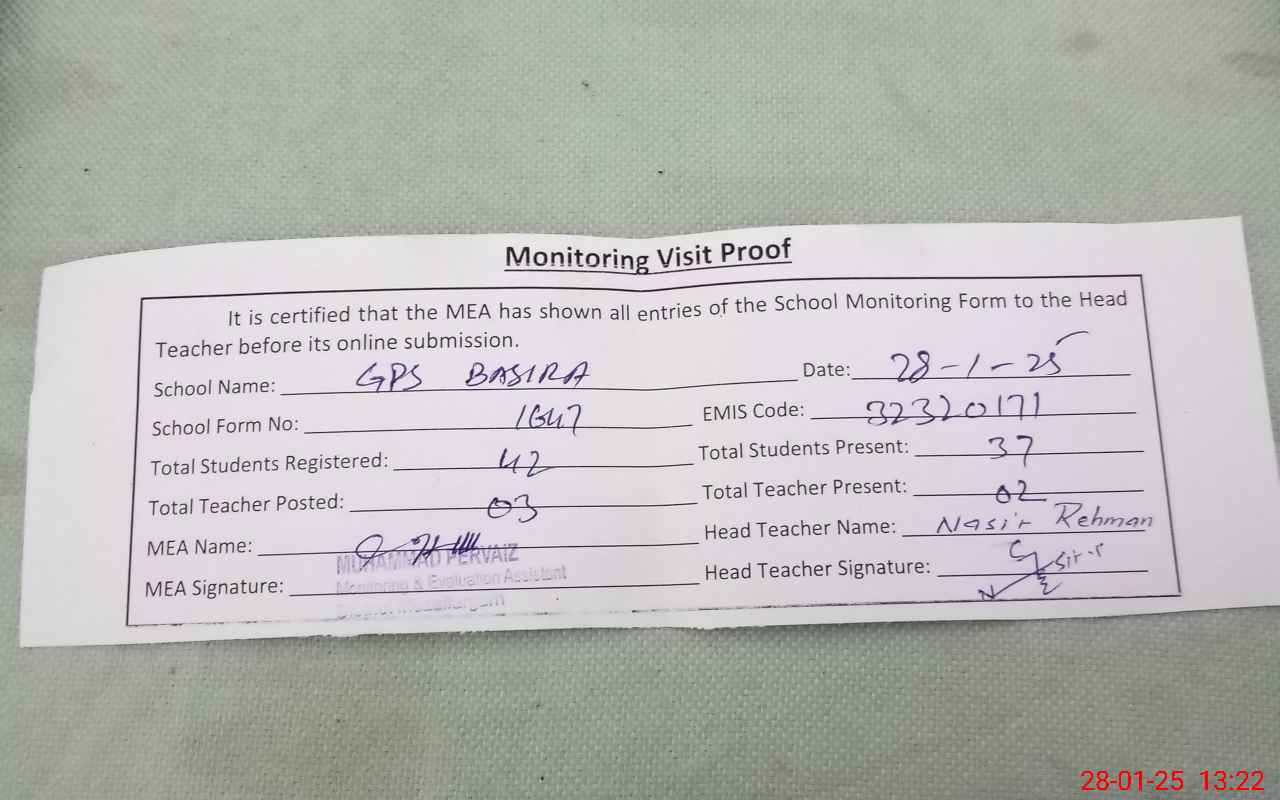 Monitoring Visit Proof
It is certified that the MEA has shown all entries of the School Monitoring Form to the Head
Teacher before its online submission.
School Name: GPS BASIRA Date: 28-1-25
School Form No: 1647 EMIS Code: 32320171
Total Students Registered: 42 Total Students Present: 37
Total Teacher Posted: 03 Total Teacher Present: 02
MEA Name: Head Teacher Name: Nasir Rehman
MUHAMMAD PERVAIZ
MEA Signature: Head Teacher Signature:
Monitoring & Evaluation Assistant
28-01-25 13:22